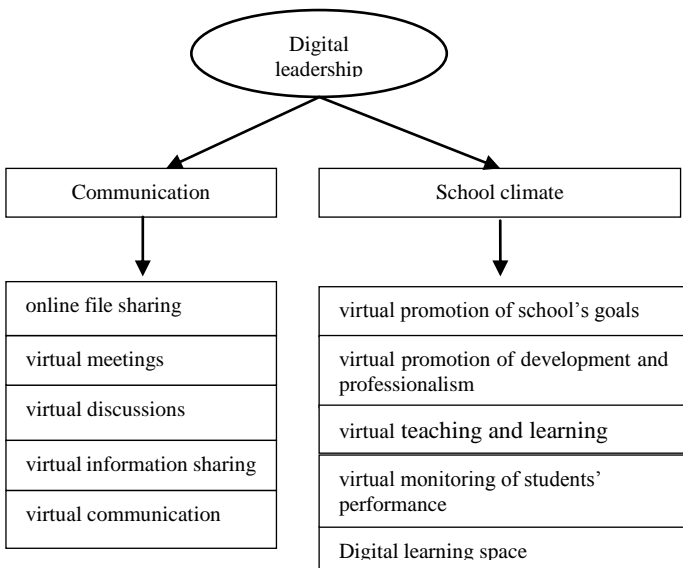 Digital
leadership
Communication
School climate
online file sharing
virtual meetings
virtual discussions
virtual information sharing
virtual communication
virtual promotion of school’s goals
virtual promotion of development and
professionalism
virtual teaching and learning
virtual monitoring of students’
performance
Digital learning space